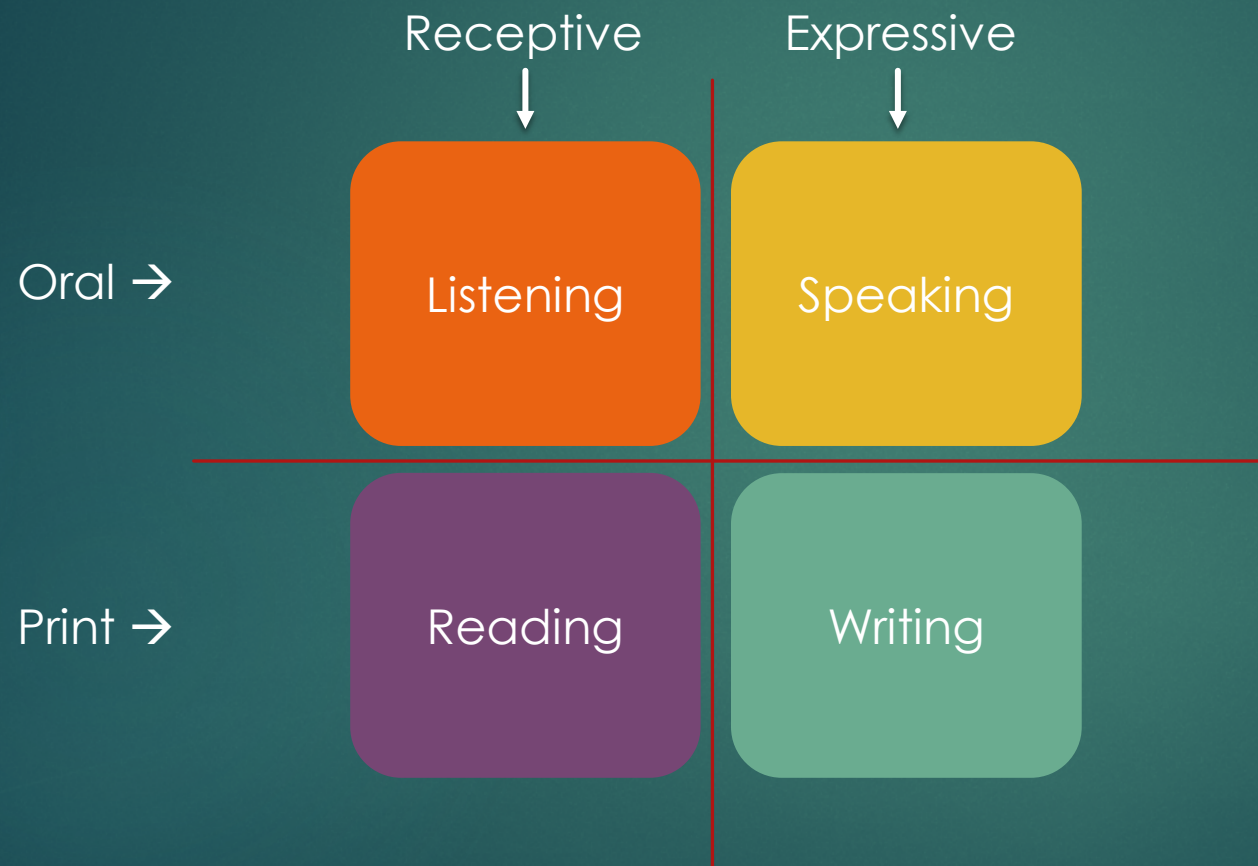 Receptive Expressive
Oral → Listening Speaking
Print → Reading Writing